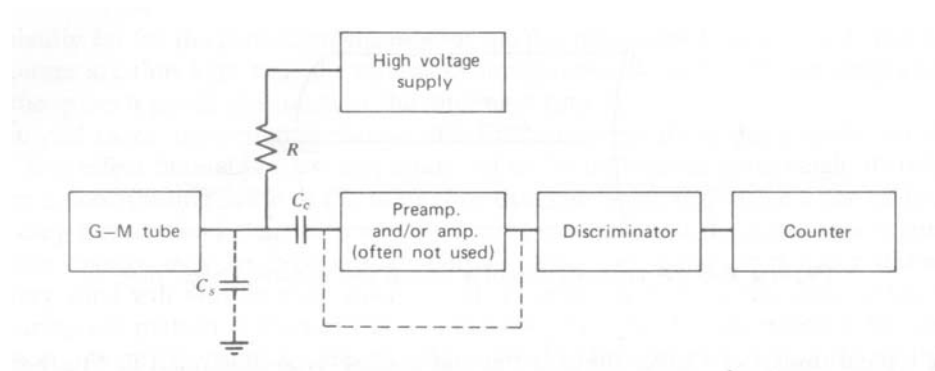 High voltage
supply
R
C_c
G–M tube
Preamp.
and/or amp.
(often not used)
Discriminator
Counter
C_s